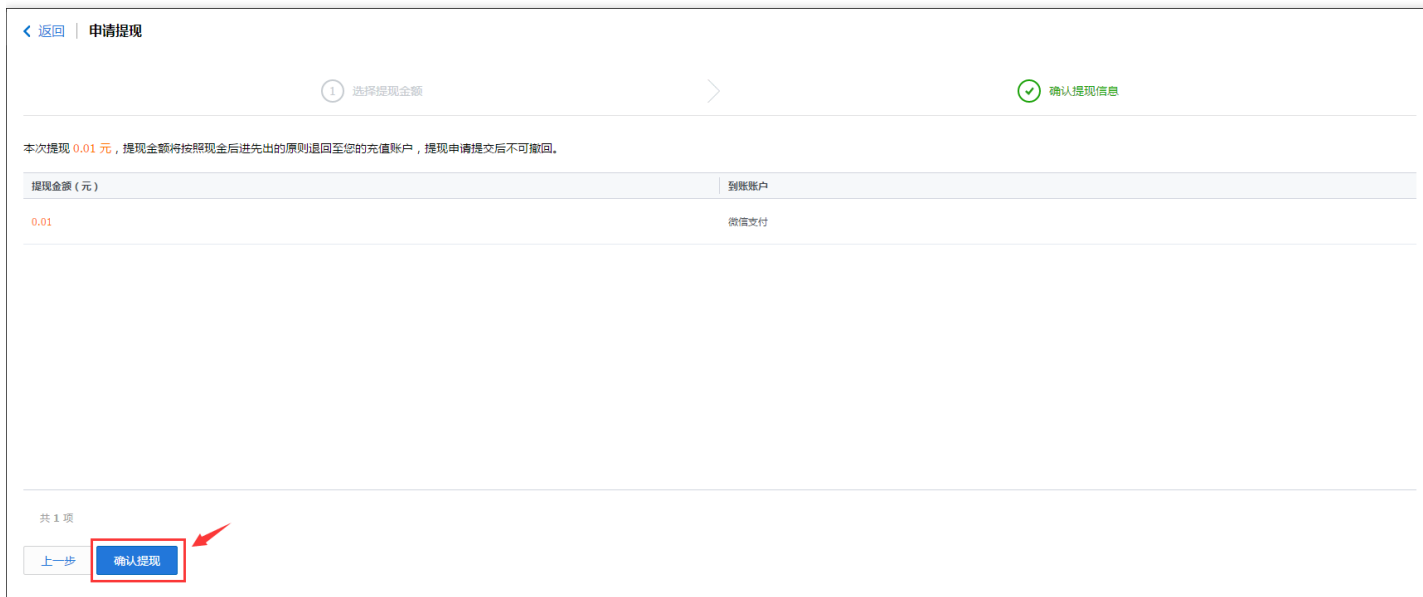 返回 申请提现
1 选择提现金额 确认提现信息
本次提现 0.01 元，提现金额将按照现金后进先出的原则退回至您的充值账户，提现申请提交后不可撤回。
提现金额（元） 到账账户
0.01 微信支付
共 1 项
上一步 确认提现